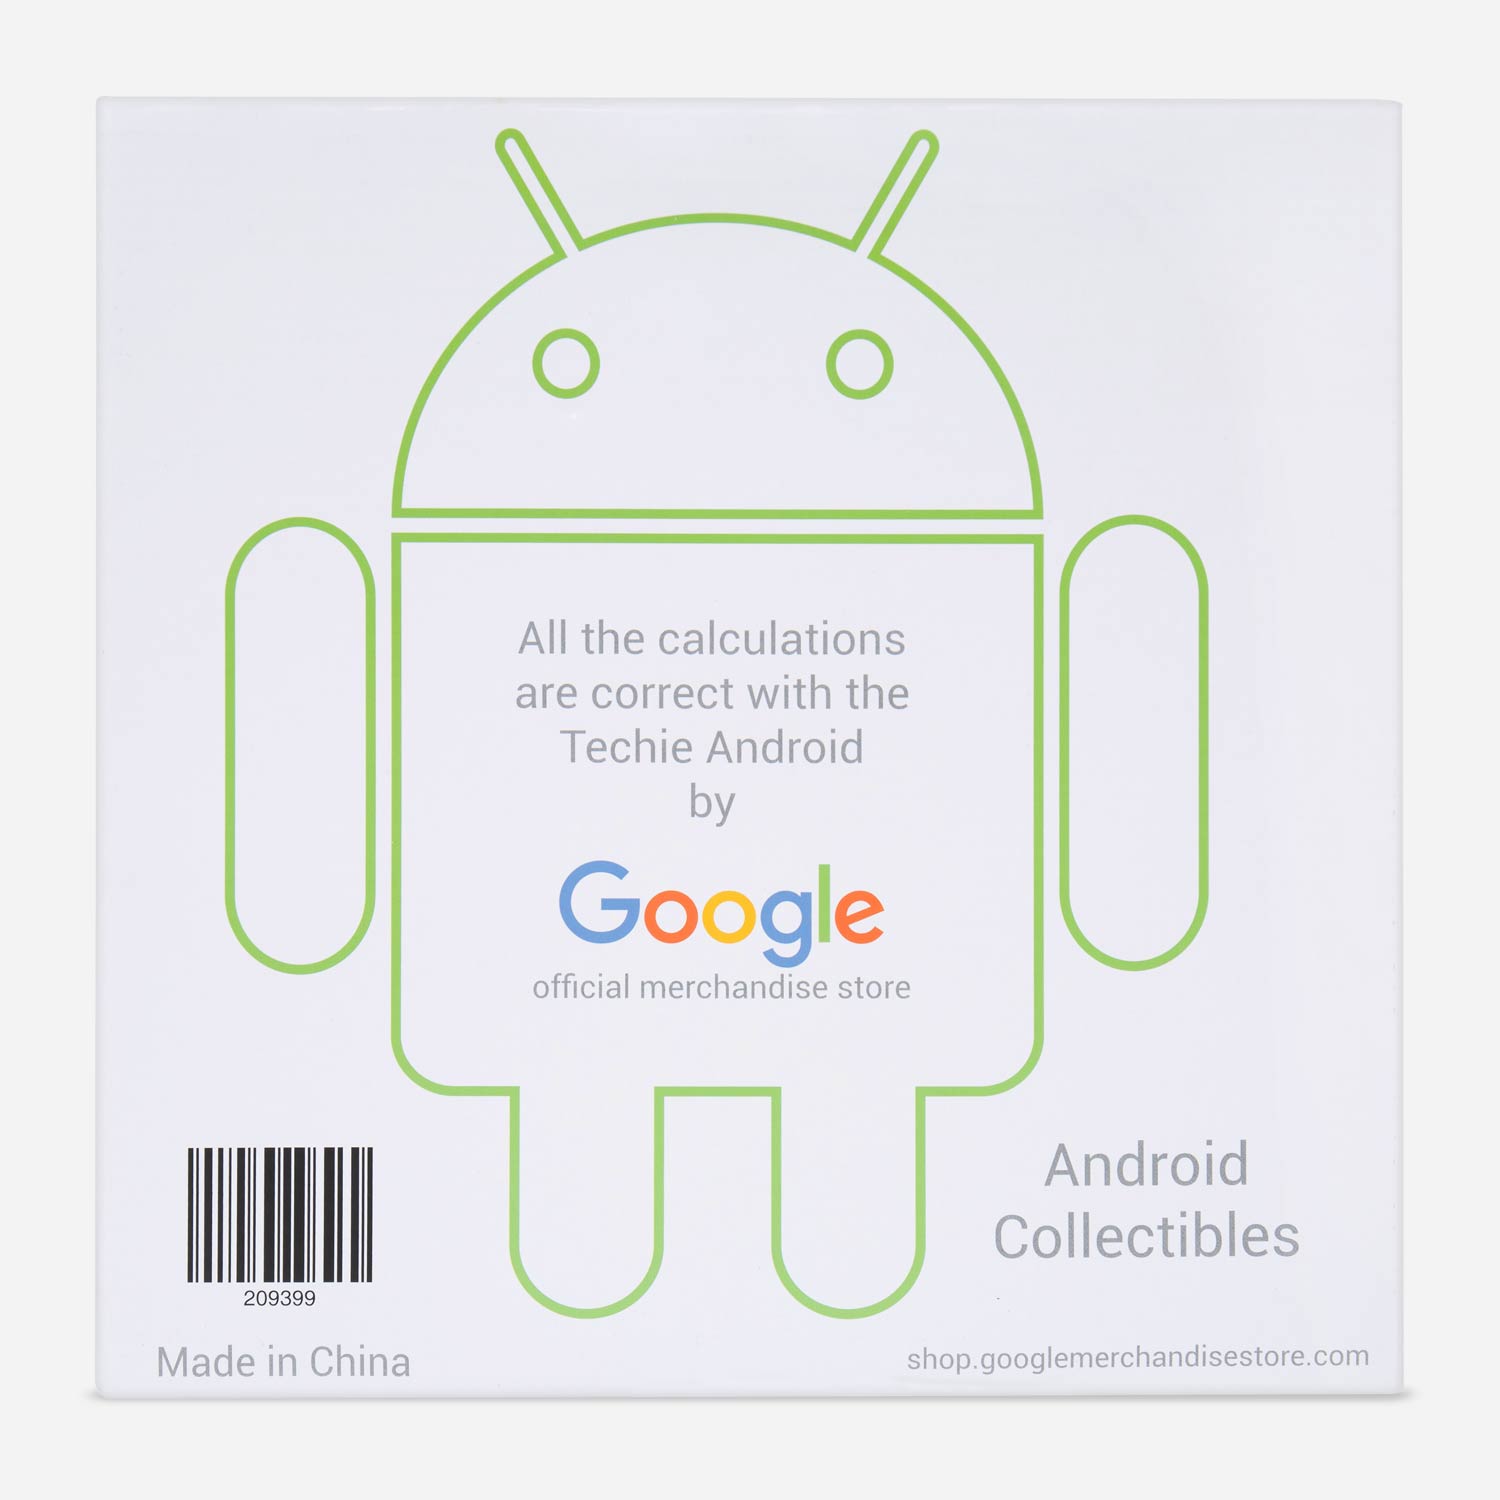 All the calculations
are correct with the
Techie Android
by
Google
official merchandise store
Android
Collectibles
209399
Made in China
shop.googlemerchandisestore.com